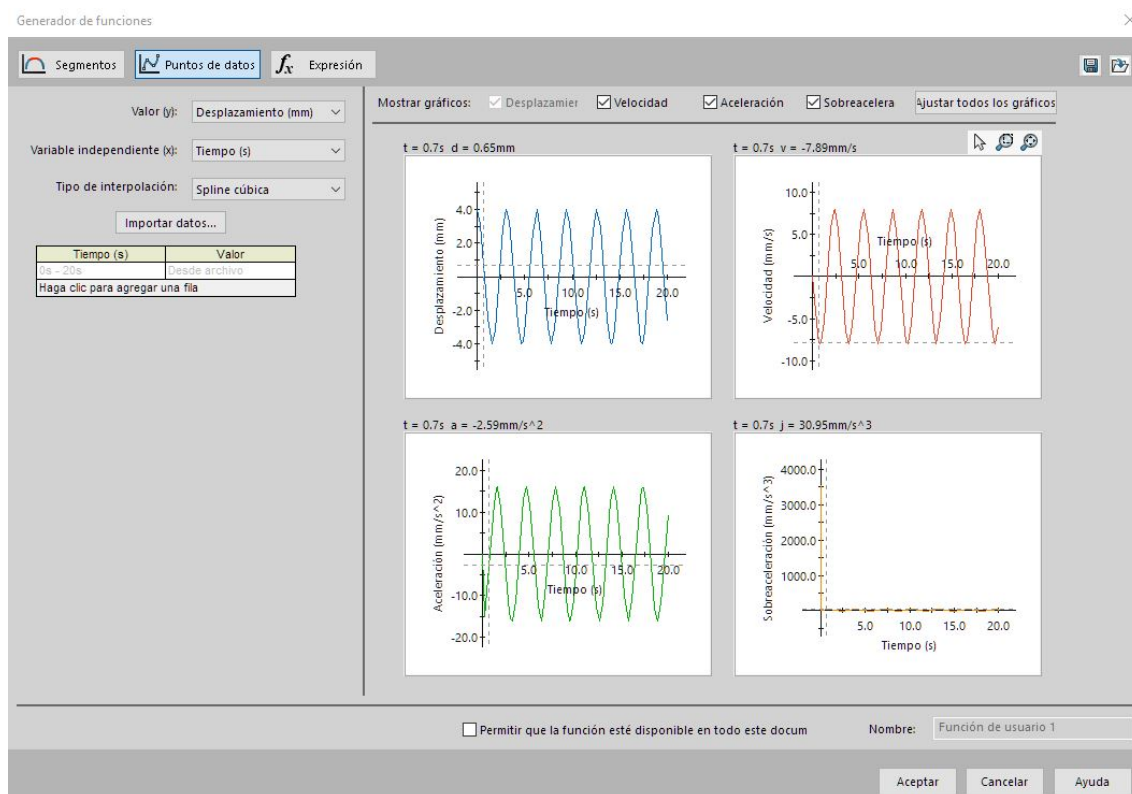 Generador de funciones
Segmentos Puntos de datos fx Expresión
Valor (y): Desplazamiento (mm)
Variable independiente (x): Tiempo (s)
Tipo de interpolación: Spline cúbica
Importar datos...
Tiempo (s) Valor
0s - 20s Desde archivo
Haga clic para agregar una fila
Mostrar gráficos: Desplazamier Velocidad Aceleración Sobreacelera Ajustar todos los gráficos
t = 0.7s d = 0.65mm
Desplazamiento (mm)
4.0
2.0
-2.0
-4.0
5.0 10.0 15.0 20.0
Tiempo (s)
t = 0.7s v = -7.89mm/s
Velocidad (mm/s)
10.0
5.0
-5.0
-10.0
Tiempo (s)
5.0 10.0 15.0 20.0
t = 0.7s a = -2.59mm/s^2
Aceleración (mm/s^2)
20.0
10.0
-10.0
-20.0
5.0 10.0 15.0 20.0
Tiempo (s)
t = 0.7s j = 30.95mm/s^3
Sobreaceleración (mm/s^3)
4000.0
3000.0
2000.0
1000.0
5.0 10.0 15.0 20.0
Tiempo (s)
Permitir que la función esté disponible en todo este docum Nombre: Función de usuario 1
Aceptar Cancelar Ayuda